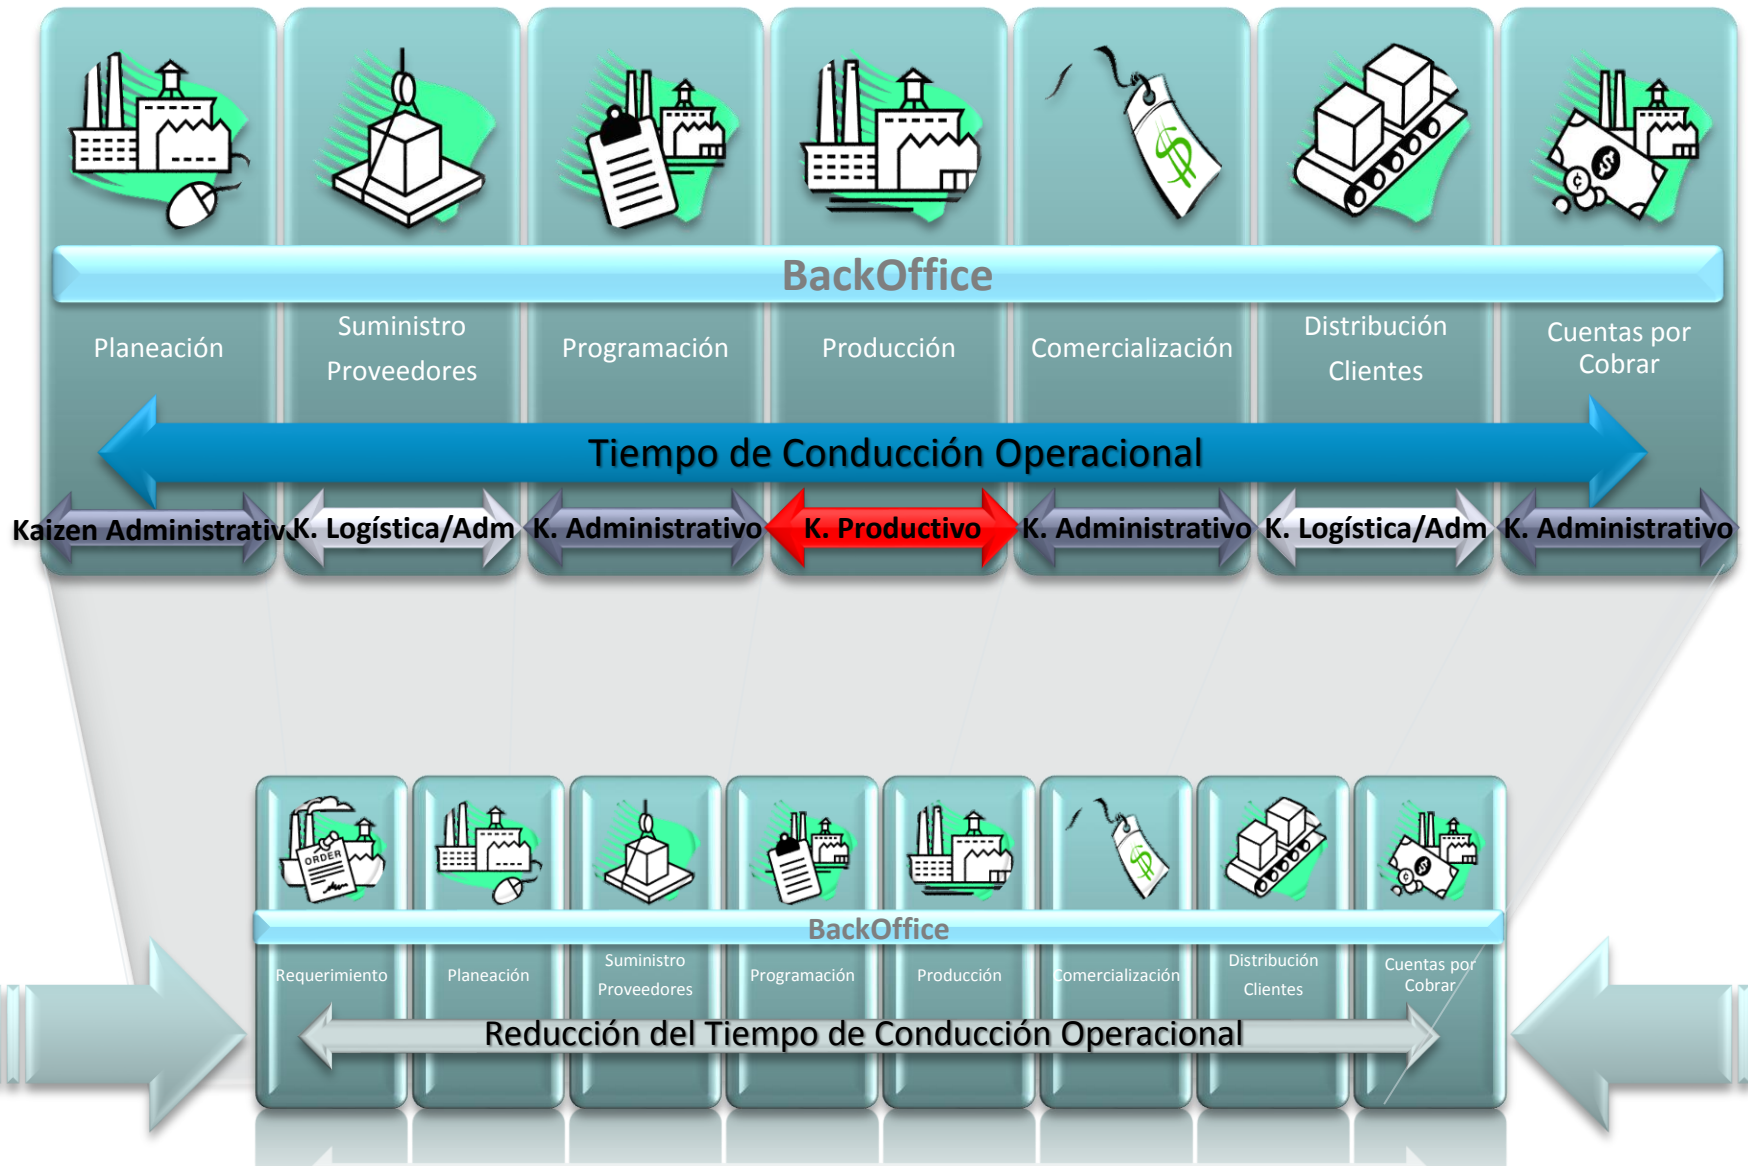 BackOffice
Planeación
Suministro
Proveedores
Programación
Producción
Comercialización
Distribución
Clientes
Cuentas por
Cobrar
Tiempo de Conducción Operacional
Kaizen Administrativ
K. Logística/Adm
K. Administrativo
K. Productivo
K. Administrativo
K. Logística/Adm
K. Administrativo
ORDER
BackOffice
Requerimiento
Planeación
Suministro
Proveedores
Programación
Producción
Comercialización
Distribución
Clientes
Cuentas por
Cobrar
Reducción del Tiempo de Conducción Operacional